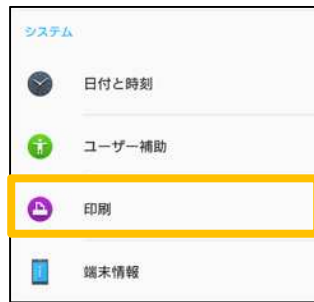 システム
日付と時刻
ユーザー補助
印刷
端末情報